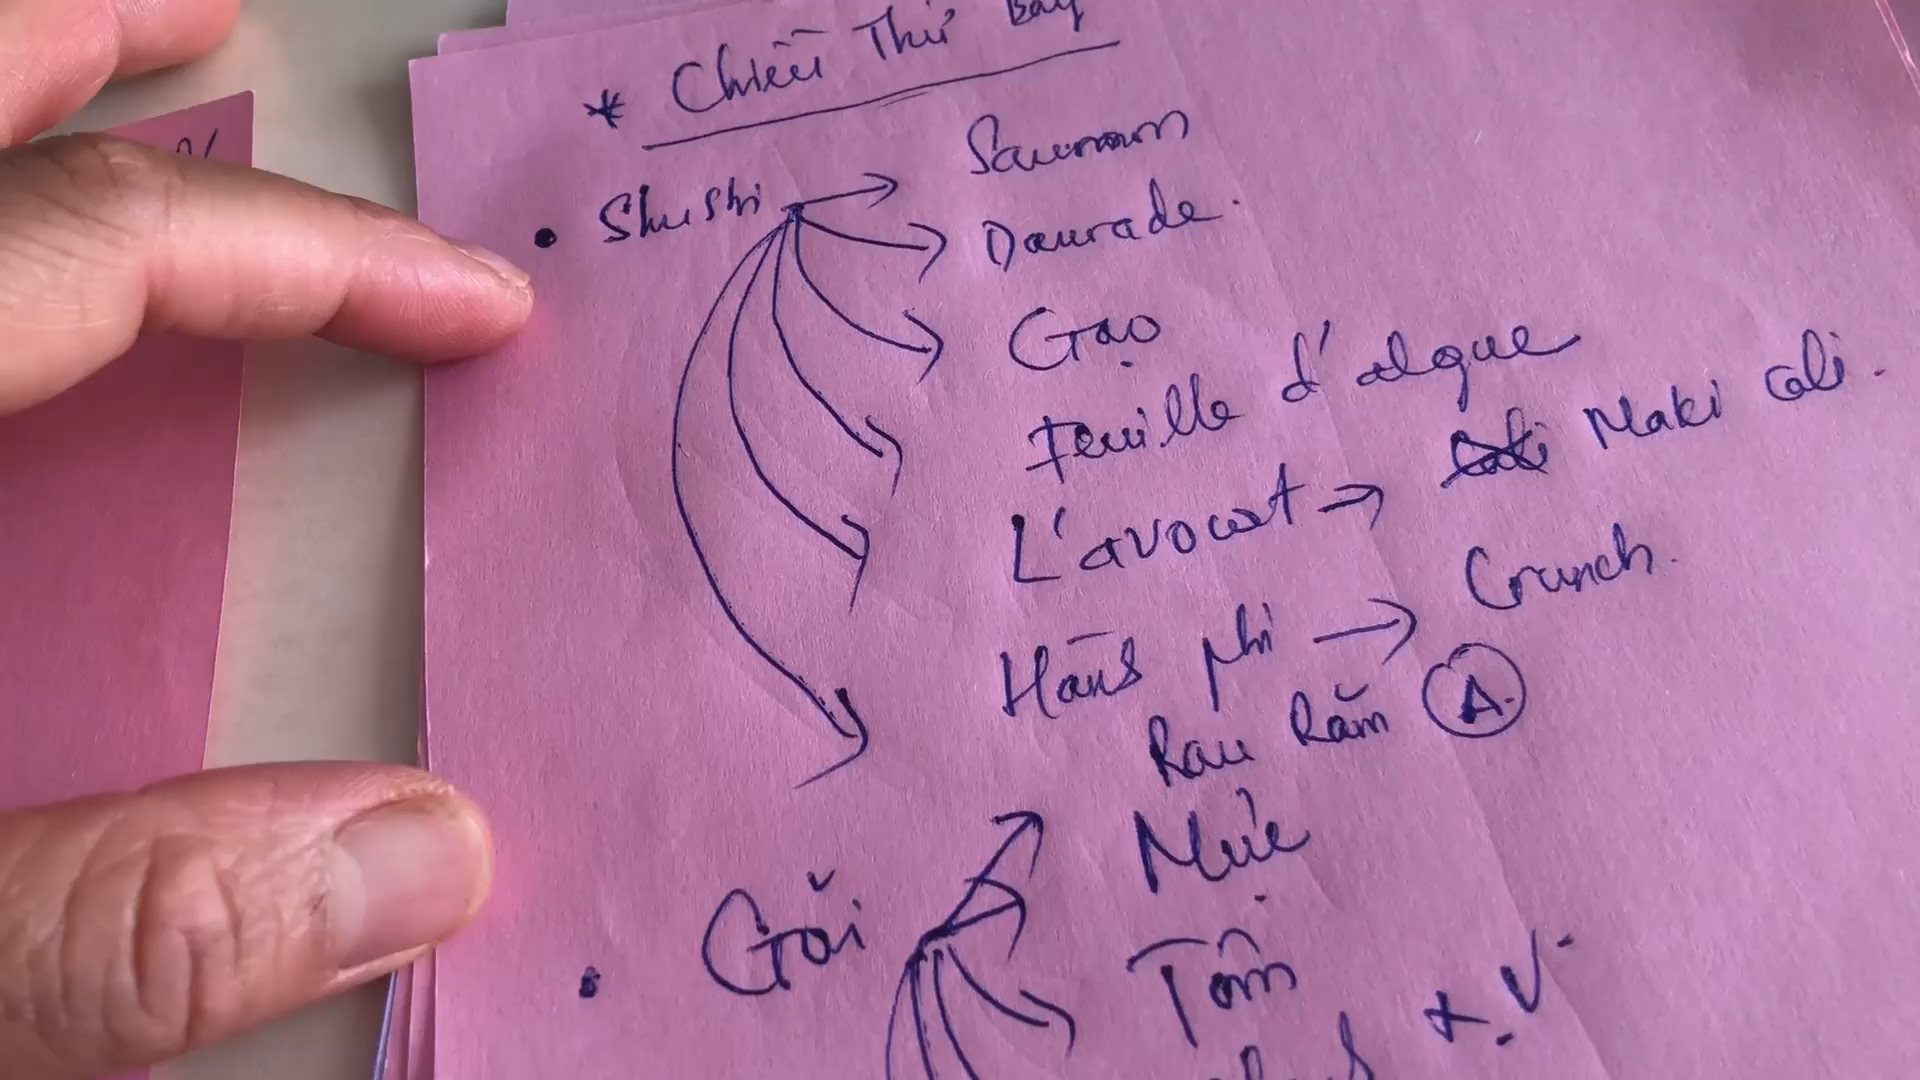 * Chiều Thứ Bảy
• Shushi → Saumon
Daurade.
Gạo
Feuille d'algue
L'avocat → Maki Cali.
Hành phi → Crunch.
Rau Răm A.
• Gỏi
Mực
Tôm